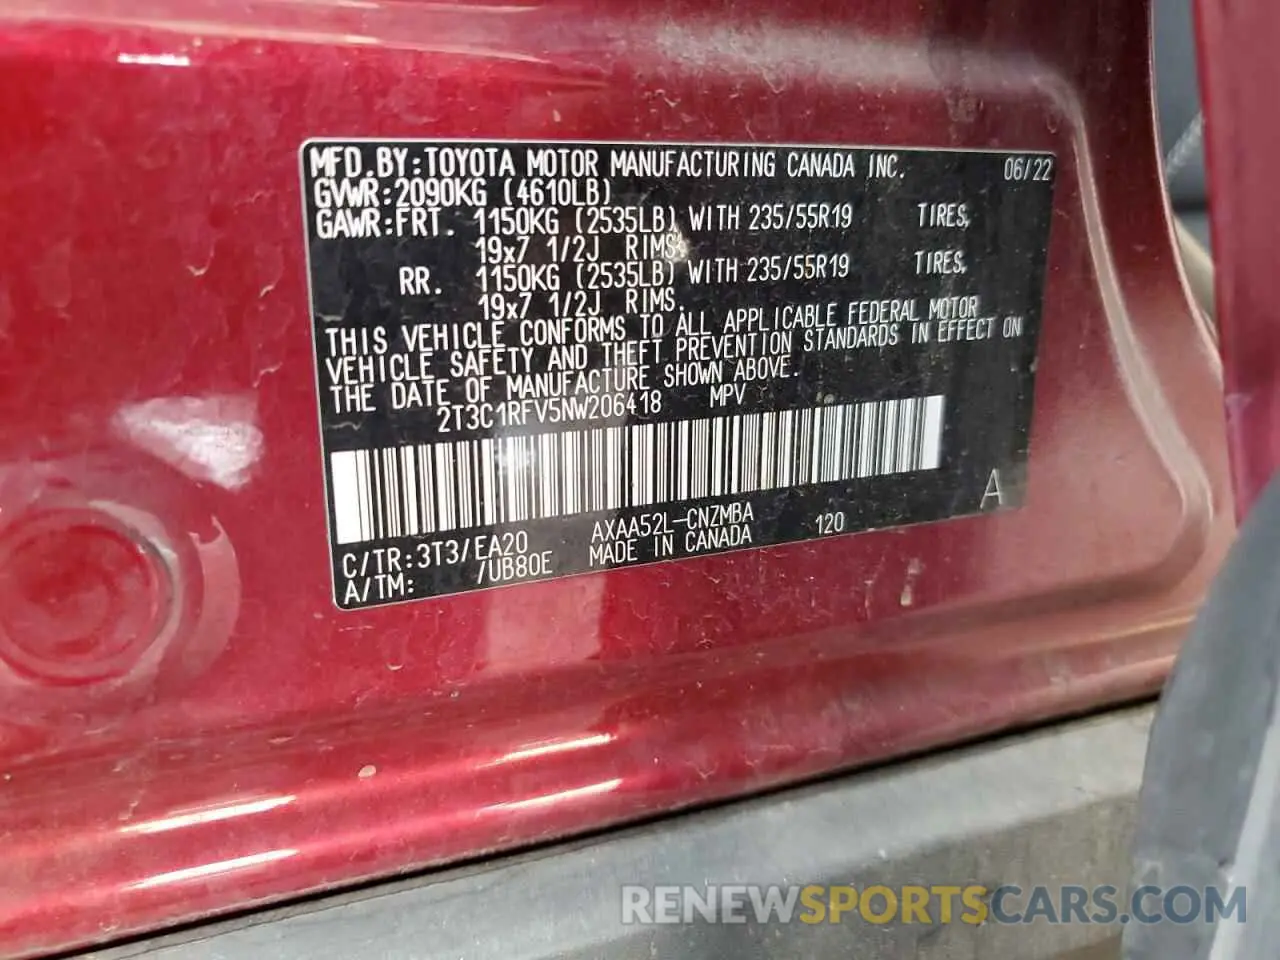 MFD.BY:TOYOTA MOTOR MANUFACTURING CANADA INC. 06/22
GVWR:2090KG (4610LB)
GAWR:FRT. 1150KG (2535LB) WITH 235/55R19 TIRES,
19x7 1/2J RIMS,
RR. 1150KG (2535LB) WITH 235/55R19 TIRES,
19x7 1/2J RIMS.
THIS VEHICLE CONFORMS TO ALL APPLICABLE FEDERAL MOTOR
VEHICLE SAFETY AND THEFT PREVENTION STANDARDS IN EFFECT ON
THE DATE OF MANUFACTURE SHOWN ABOVE.
2T3C1RFV5NW206418 MPV
A
C/TR:3T3/EA20 AXAA52L-CNZMBA 120
A/TM: /UB80E MADE IN CANADA
RENEWSPORTSCARS.COM